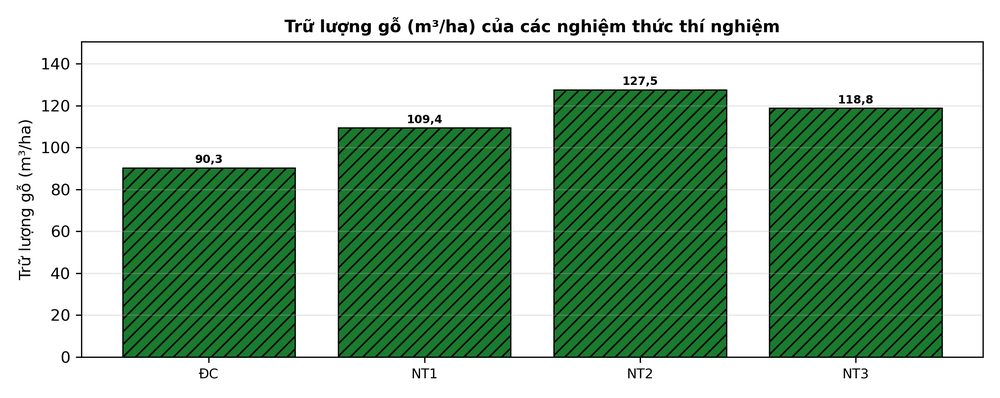 Trữ lượng gỗ (m³/ha) của các nghiệm thức thí nghiệm
Trữ lượng gỗ (m³/ha)
140
120
100
80
60
40
20
0
90,3
109,4
127,5
118,8
ĐC
NT1
NT2
NT3